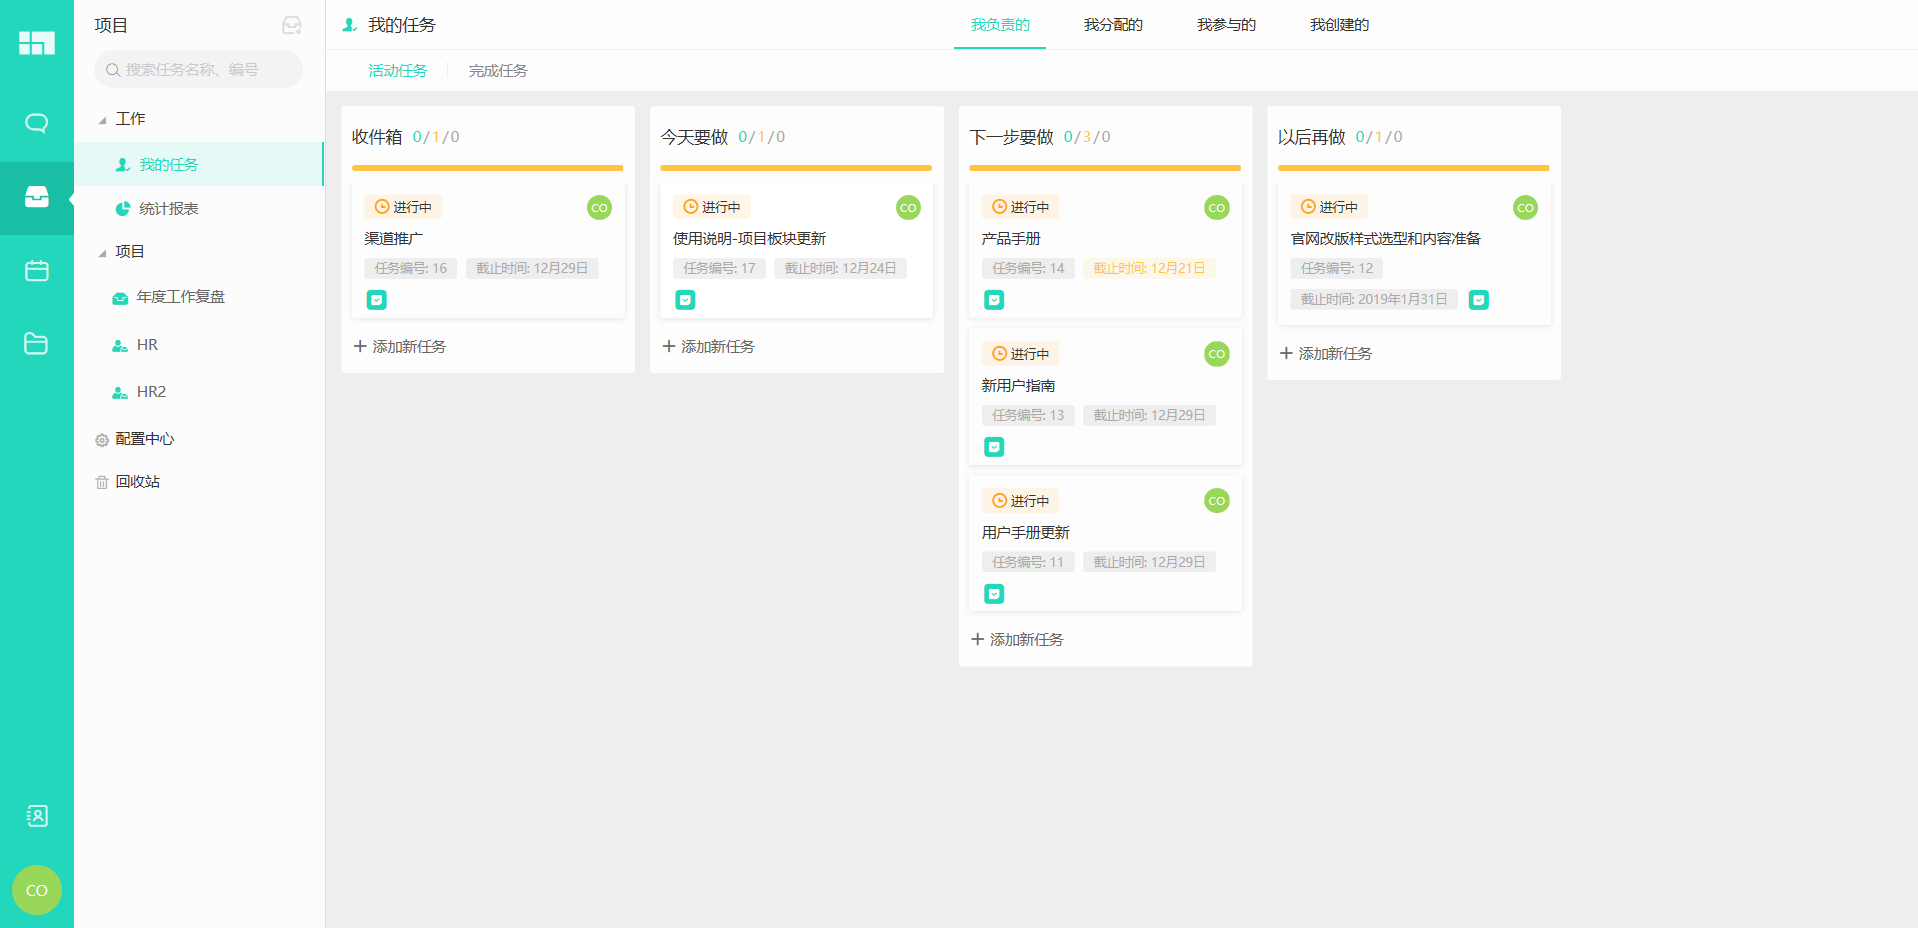 项目
搜索任务名称、编号
工作
我的任务
统计报表
项目
年度工作复盘
HR
HR2
配置中心
回收站
CO
我的任务
我负责的
我分配的
我参与的
我创建的
活动任务
完成任务
收件箱 0/1/0
进行中
CO
渠道推广
任务编号: 16 截止时间: 12月29日
添加新任务
今天要做 0/1/0
进行中
CO
使用说明-项目板块更新
任务编号: 17 截止时间: 12月24日
添加新任务
下一步要做 0/3/0
进行中
CO
产品手册
任务编号: 14 截止时间: 12月21日
进行中
CO
新用户指南
任务编号: 13 截止时间: 12月29日
进行中
CO
用户手册更新
任务编号: 11 截止时间: 12月29日
添加新任务
以后再做 0/1/0
进行中
CO
官网改版样式选型和内容准备
任务编号: 12
截止时间: 2019年1月31日
添加新任务